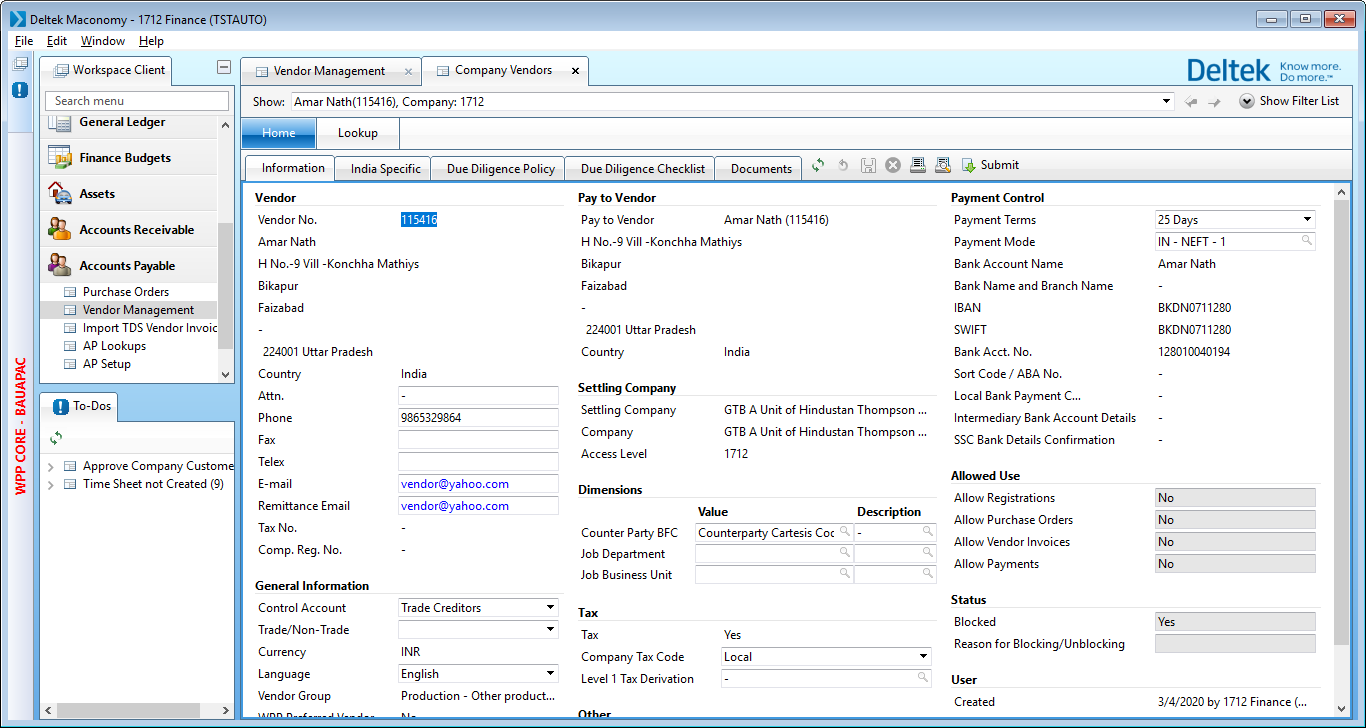 Deltek Maconomy - 1712 Finance (TSTAUTO)
File Edit Window Help
Workspace Client
Search menu
General Ledger
Finance Budgets
Assets
Accounts Receivable
Accounts Payable
Purchase Orders
Vendor Management
Import TDS Vendor Invoic
AP Lookups
AP Setup
WPP CORE - BAUAPAC
To-Dos
Approve Company Custome
Time Sheet not Created (9)
Vendor Management
Company Vendors
Deltek Know more. Do more.™
Show: Amar Nath(115416), Company: 1712
Show Filter List
Home Lookup
Information India Specific Due Diligence Policy Due Diligence Checklist Documents Submit
Vendor
Vendor No. 115416
Amar Nath
H No.-9 Vill -Konchha Mathiys
Bikapur
Faizabad
-
224001 Uttar Pradesh
Country India
Attn. -
Phone 9865329864
Fax
Telex
E-mail vendor@yahoo.com
Remittance Email vendor@yahoo.com
Tax No. -
Comp. Reg. No. -
General Information
Control Account Trade Creditors
Trade/Non-Trade
Currency INR
Language English
Vendor Group Production - Other product...
WPP Preferred Vendor No
Pay to Vendor
Pay to Vendor Amar Nath (115416)
H No.-9 Vill -Konchha Mathiys
Bikapur
Faizabad
-
224001 Uttar Pradesh
Country India
Settling Company
Settling Company GTB A Unit of Hindustan Thompson ...
Company GTB A Unit of Hindustan Thompson ...
Access Level 1712
Dimensions
Value Description
Counter Party BFC Counterparty Cartesis Coc -
Job Department
Job Business Unit
Tax
Tax Yes
Company Tax Code Local
Level 1 Tax Derivation -
Other
Payment Control
Payment Terms 25 Days
Payment Mode IN - NEFT - 1
Bank Account Name Amar Nath
Bank Name and Branch Name -
IBAN BKDN0711280
SWIFT BKDN0711280
Bank Acct. No. 128010040194
Sort Code / ABA No. -
Local Bank Payment C... -
Intermediary Bank Account Details -
SSC Bank Details Confirmation -
Allowed Use
Allow Registrations No
Allow Purchase Orders No
Allow Vendor Invoices No
Allow Payments No
Status
Blocked Yes
Reason for Blocking/Unblocking
User
Created 3/4/2020 by 1712 Finance (...